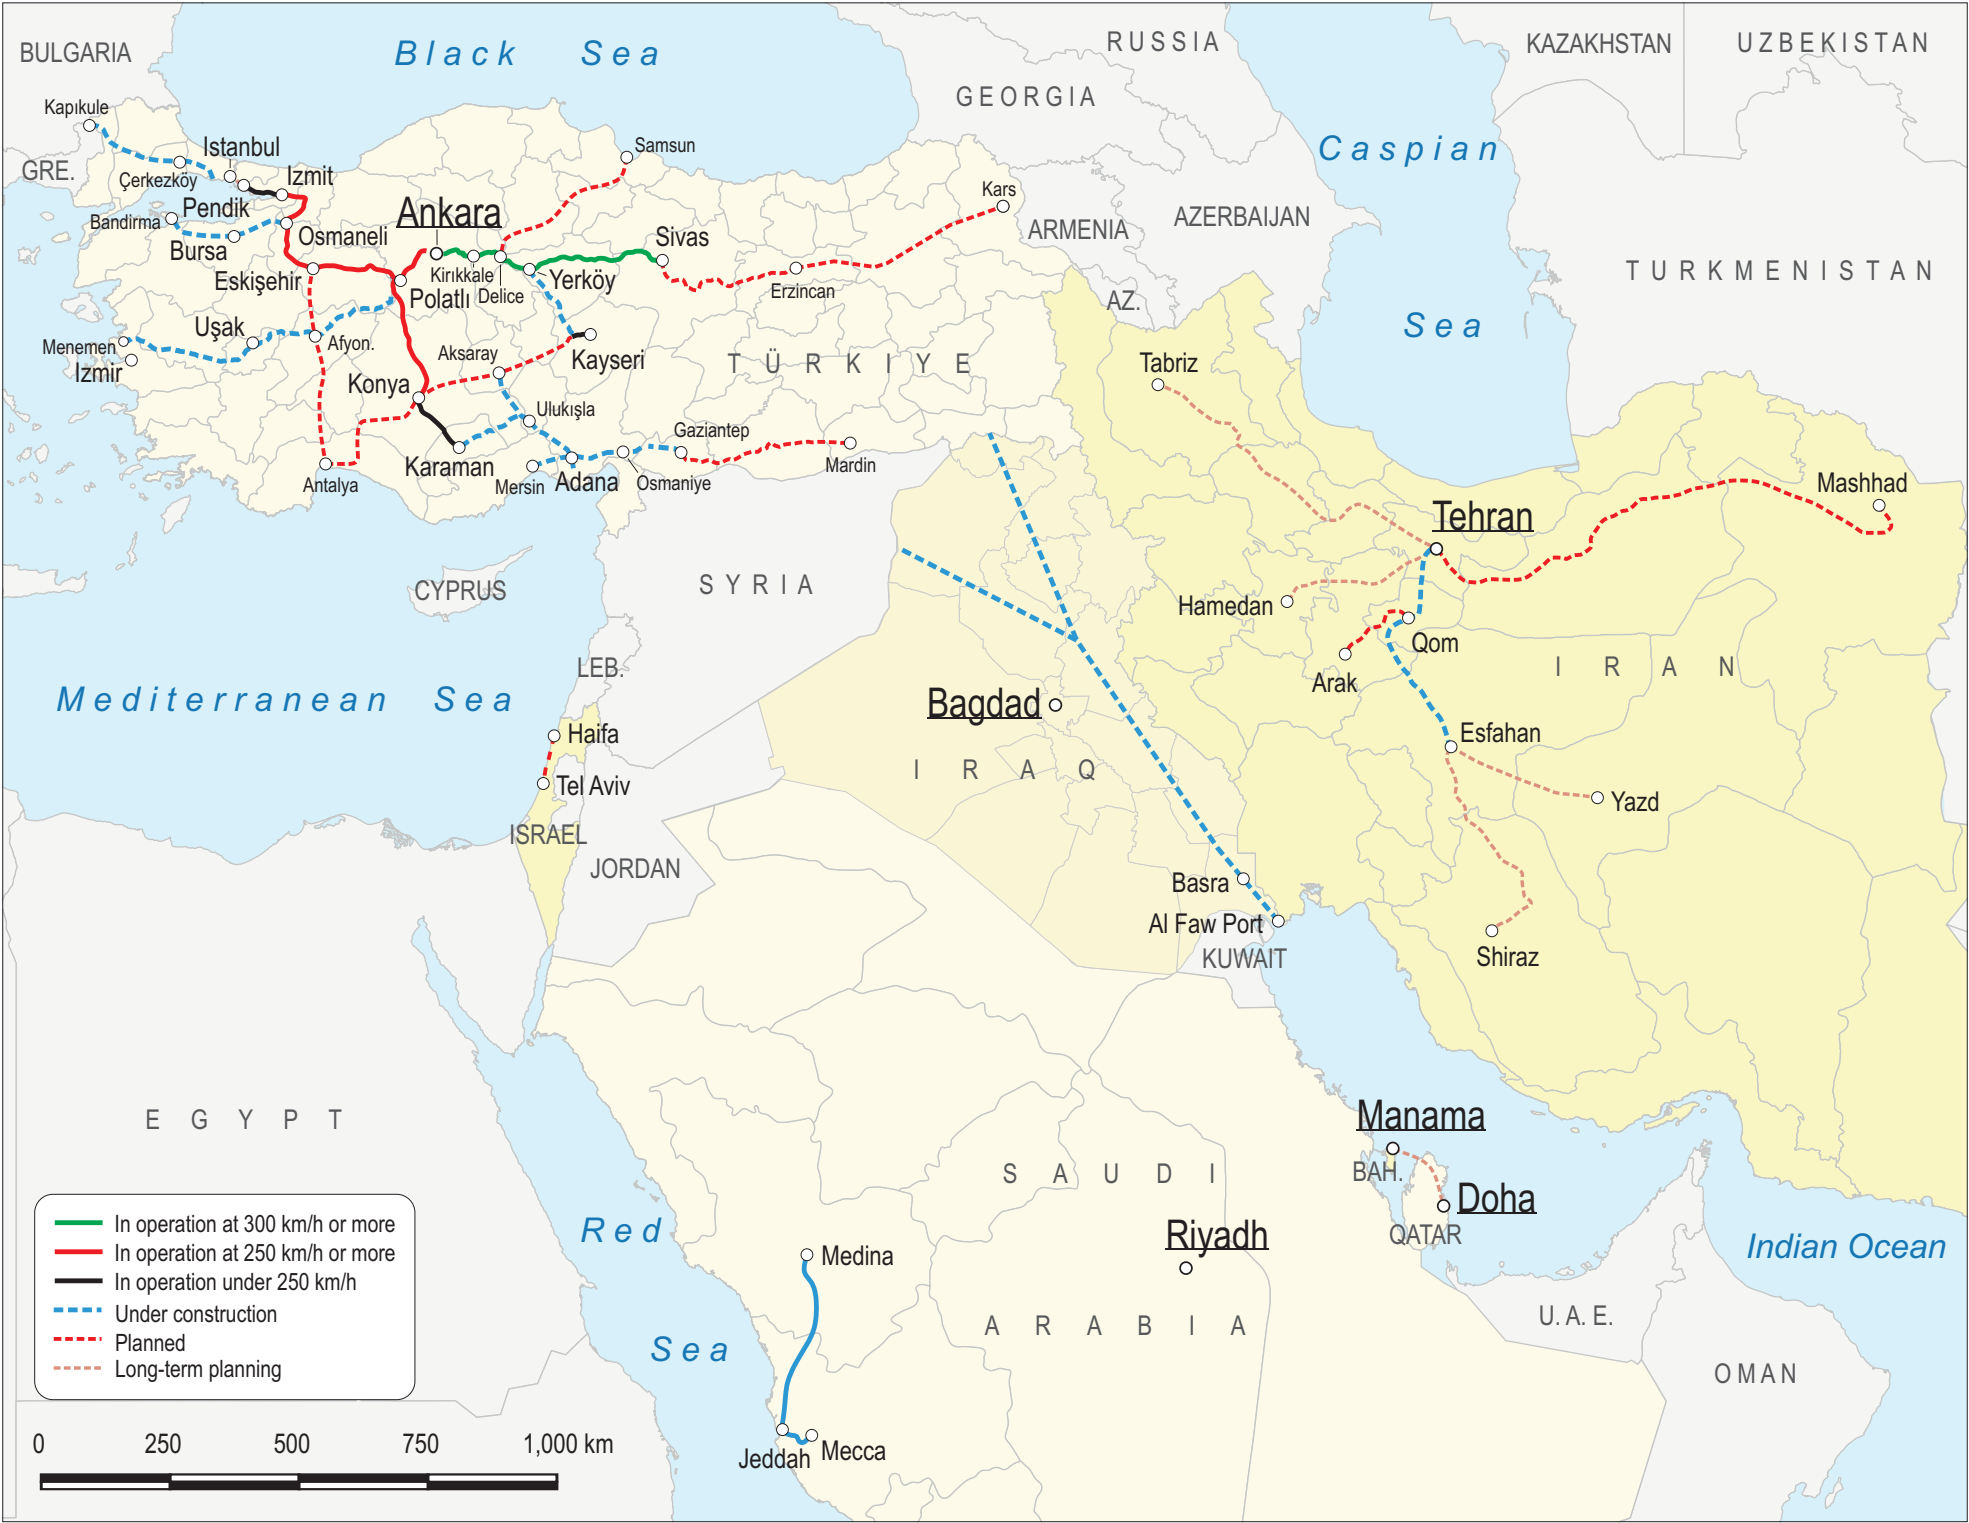 BULGARIA
Black Sea
RUSSIA
KAZAKHSTAN
UZBEKISTAN
GEORGIA
Kapıkule
Istanbul
Samsun
Caspian
Sea
GRE.
Çerkezköy
Izmit
Kars
Bandirma
Pendik
Ankara
AZERBAIJAN
ARMENIA
Bursa
Osmaneli
Sivas
TURKMENISTAN
Eskişehir
Kirıkkale
Polatlı
Delice
Yerköy
Erzincan
AZ.
Uşak
Menemen
Izmir
Afyon.
Aksaray
Kayseri
TÜRKIYE
Tabriz
Konya
Ulukışla
Gaziantep
Karaman
Mersin
Adana
Osmaniye
Mardin
Antalya
Mashhad
Tehran
CYPRUS
SYRIA
Hamedan
Qom
Arak
IRAN
LEB.
Mediterranean Sea
Bagdad
Haifa
Esfahan
IRAQ
Tel Aviv
Yazd
ISRAEL
JORDAN
Basra
Al Faw Port
KUWAIT
Shiraz
EGYPT
Manama
BAH.
SAUDI
Doha
QATAR
Riyadh
Indian Ocean
Red
Sea
Medina
ARABIA
U. A. E.
OMAN
Jeddah
Mecca
In operation at 300 km/h or more
In operation at 250 km/h or more
In operation under 250 km/h
Under construction
Planned
Long-term planning
0 250 500 750 1,000 km